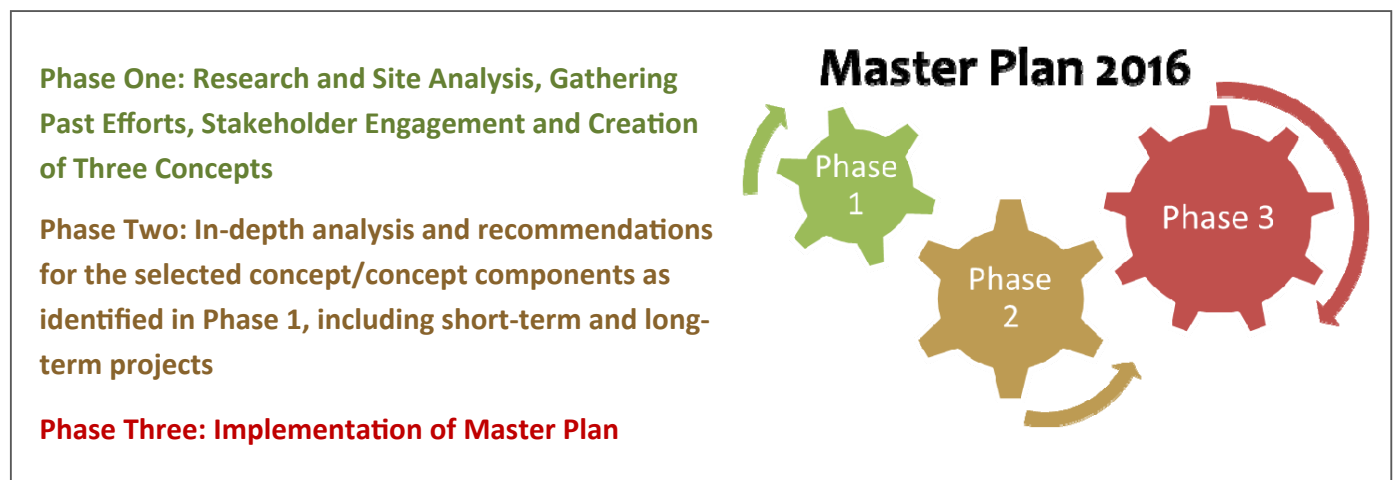 Phase One: Research and Site Analysis, Gathering
Past Efforts, Stakeholder Engagement and Creation
of Three Concepts
Phase Two: In-depth analysis and recommendations
for the selected concept/concept components as
identified in Phase 1, including short-term and long-
term projects
Phase Three: Implementation of Master Plan
Master Plan 2016
Phase
1
Phase
2
Phase 3